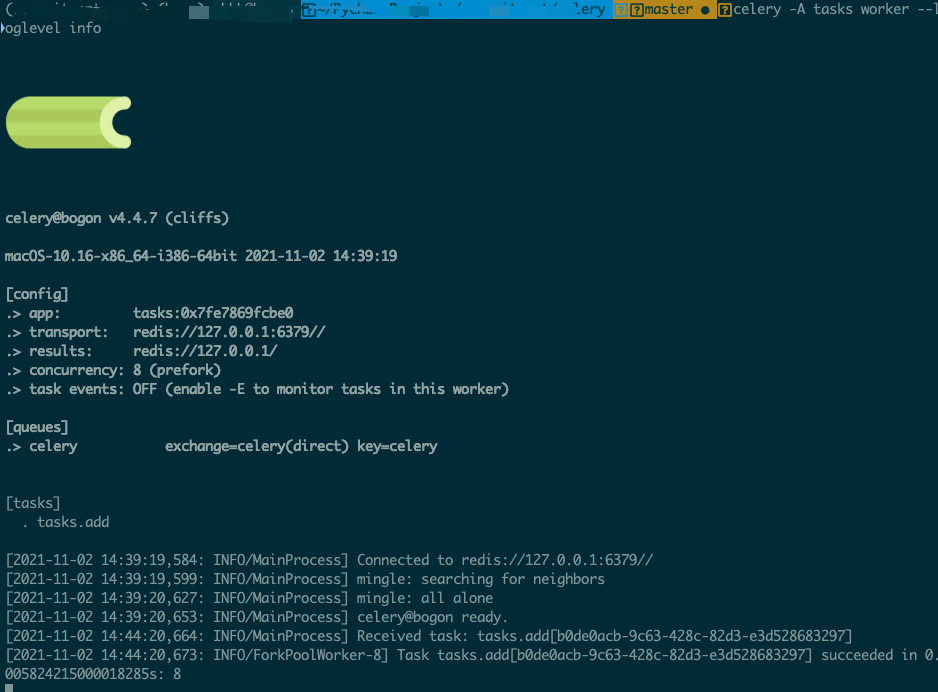 celery -A tasks worker --l
oglevel info
master ●
celery@bogon v4.4.7 (cliffs)
macOS-10.16-x86_64-i386-64bit 2021-11-02 14:39:19
[config]
.> app:         tasks:0x7fe7869fcbe0
.> transport:   redis://127.0.0.1:6379//
.> results:     redis://127.0.0.1/
.> concurrency: 8 (prefork)
.> task events: OFF (enable -E to monitor tasks in this worker)
[queues]
.> celery           exchange=celery(direct) key=celery
[tasks]
  . tasks.add
[2021-11-02 14:39:19,584: INFO/MainProcess] Connected to redis://127.0.0.1:6379//
[2021-11-02 14:39:19,599: INFO/MainProcess] mingle: searching for neighbors
[2021-11-02 14:39:20,627: INFO/MainProcess] mingle: all alone
[2021-11-02 14:39:20,653: INFO/MainProcess] celery@bogon ready.
[2021-11-02 14:44:20,664: INFO/MainProcess] Received task: tasks.add[b0de0acb-9c63-428c-82d3-e3d528683297]
[2021-11-02 14:44:20,673: INFO/ForkPoolWorker-8] Task tasks.add[b0de0acb-9c63-428c-82d3-e3d528683297] succeeded in 0.
005824215000018285s: 8